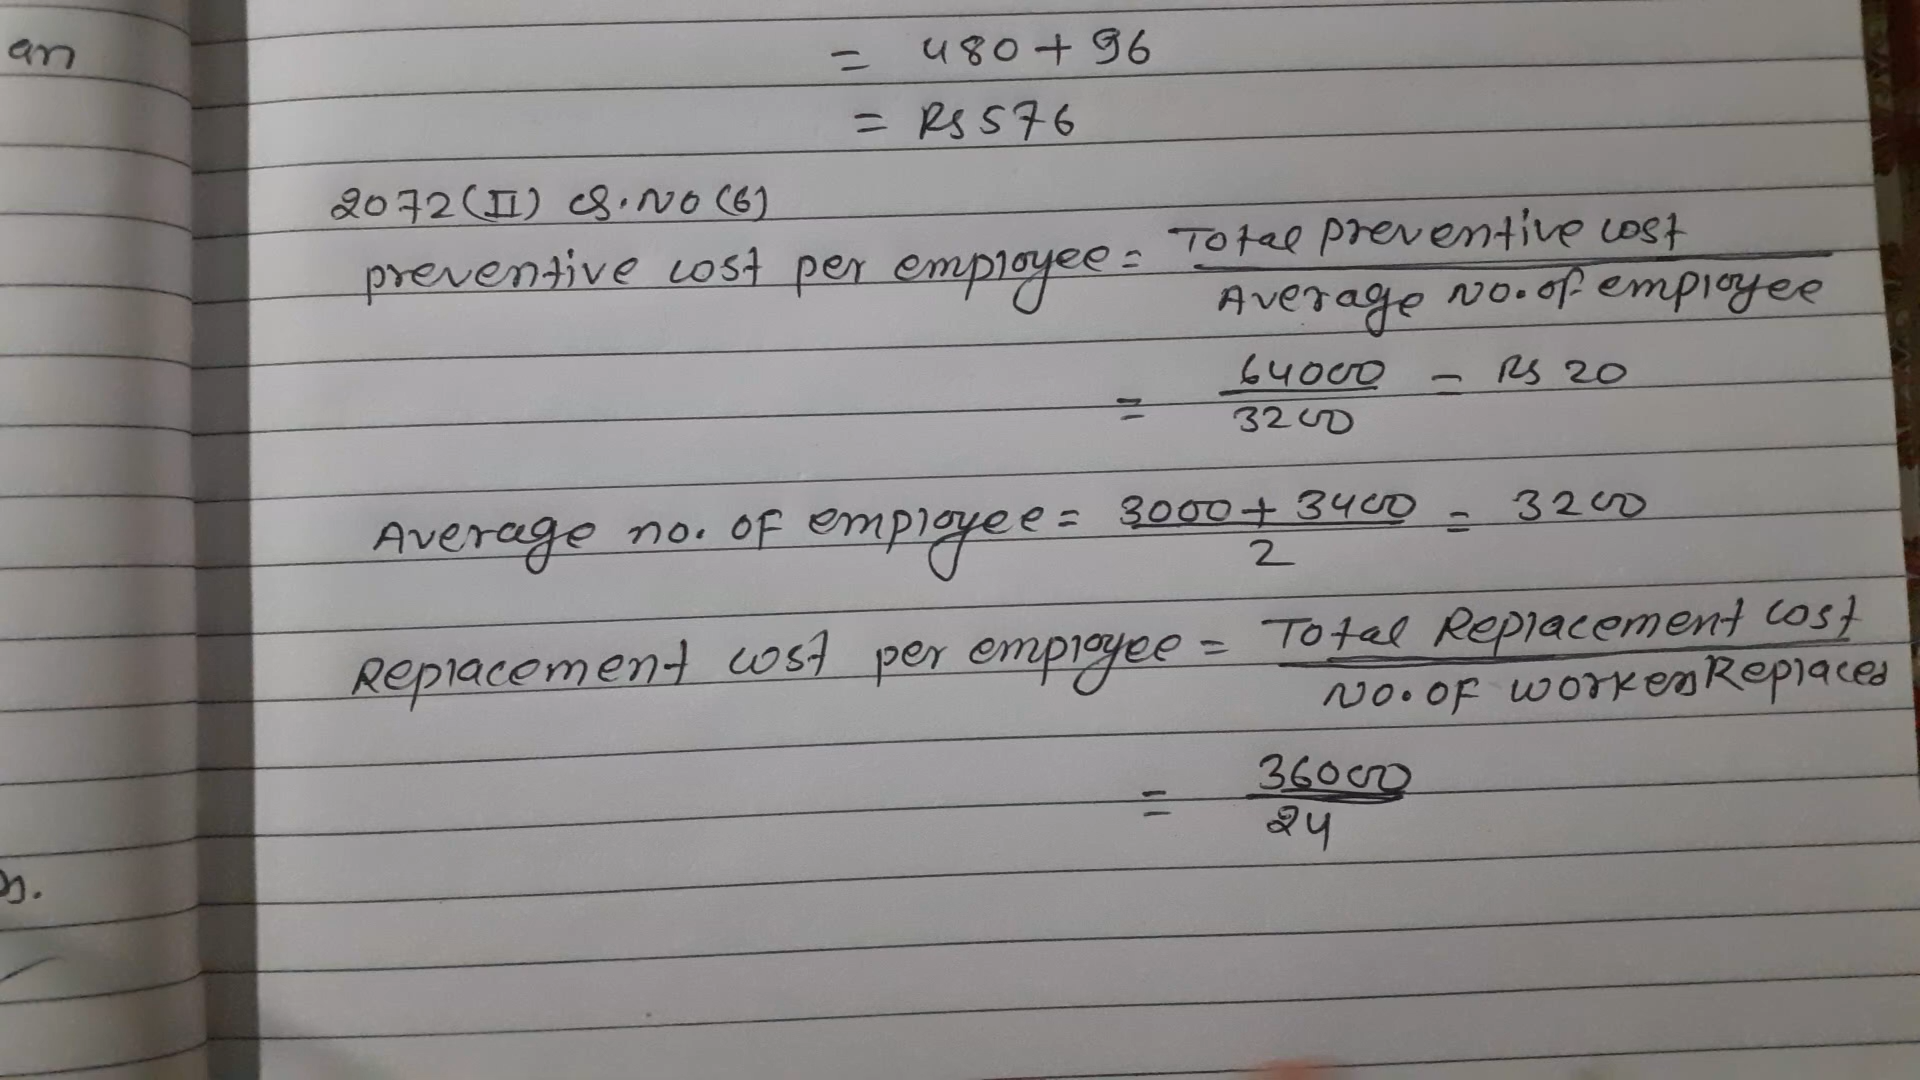 an
= 480 + 96
= Rs 576
2072 (II) Q.NO (6)
preventive cost per employee = Total preventive cost
Average NO. of employee
= 64000 = Rs 20
3200
Average no. of employee = 3000 + 3400 = 3200
2
Replacement cost per employee = Total Replacement cost
NO. OF workers Replaced
= 36000
24